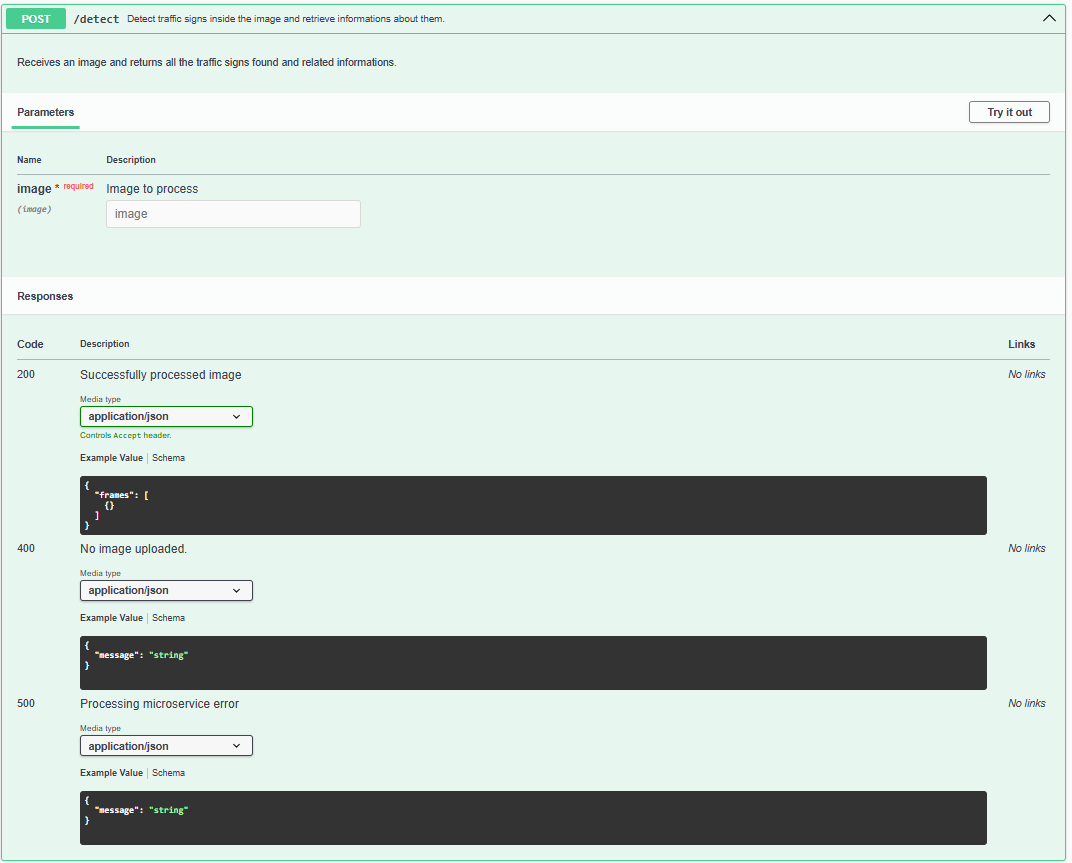 POST /detect Detect traffic signs inside the image and retrieve informations about them.
Receives an image and returns all the traffic signs found and related informations.
Parameters Try it out
Name Description
image * required Image to process
(image) image
Responses
Code Description Links
200 Successfully processed image No links
Media type
application/json
Controls Accept header.
Example Value | Schema
{
"frames": [
{}
]
}
400 No image uploaded. No links
Media type
application/json
Example Value | Schema
{
"message": "string"
}
500 Processing microservice error No links
Media type
application/json
Example Value | Schema
{
"message": "string"
}